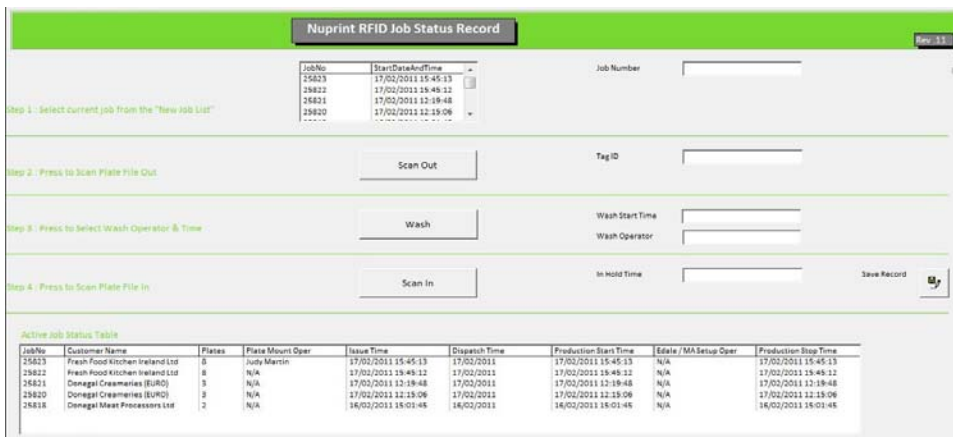 Nuprint RFID Job Status Record
Rev .11
JobNo StartDateAndTime
25823 17/02/2011 15:45:13
25822 17/02/2011 15:45:12
25821 17/02/2011 12:19:48
25820 17/02/2011 12:15:06
Job Number
Step 1 : Select current job from the "New Job List"
Scan Out
Tag ID
Step 2 : Press to Scan Plate File Out
Wash Start Time
Wash
Step 3 : Press to Select Wash Operator & Time
Wash Operator
In Hold Time
Save Record
Scan In
Step 4 : Press to Scan Plate File In
Active Job Status Table
JobNo Customer Name Plates Plate Mount Oper Issue Time Dispatch Time Production Start Time Edale / MA Setup Oper Production Stop Time
25823 Fresh Food Kitchen Ireland Ltd 8 Judy Martin 17/02/2011 15:45:13 17/02/2011 17/02/2011 15:45:13 N/A 17/02/2011 15:45:13
25822 Fresh Food Kitchen Ireland Ltd 8 N/A 17/02/2011 15:45:12 17/02/2011 17/02/2011 15:45:12 N/A 17/02/2011 15:45:12
25821 Donegal Creameries (EURO) 3 N/A 17/02/2011 12:19:48 17/02/2011 17/02/2011 12:19:48 N/A 17/02/2011 12:19:48
25820 Donegal Creameries (EURO) 3 N/A 17/02/2011 12:15:06 17/02/2011 17/02/2011 12:15:06 N/A 17/02/2011 12:15:06
25818 Donegal Meat Processors Ltd 2 N/A 16/02/2011 15:01:45 16/02/2011 16/02/2011 15:01:45 N/A 16/02/2011 15:01:45